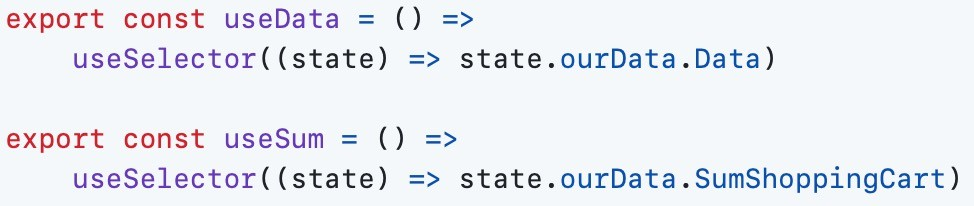 export const useData = () =>
    useSelector((state) => state.ourData.Data)

export const useSum = () =>
    useSelector((state) => state.ourData.SumShoppingCart)